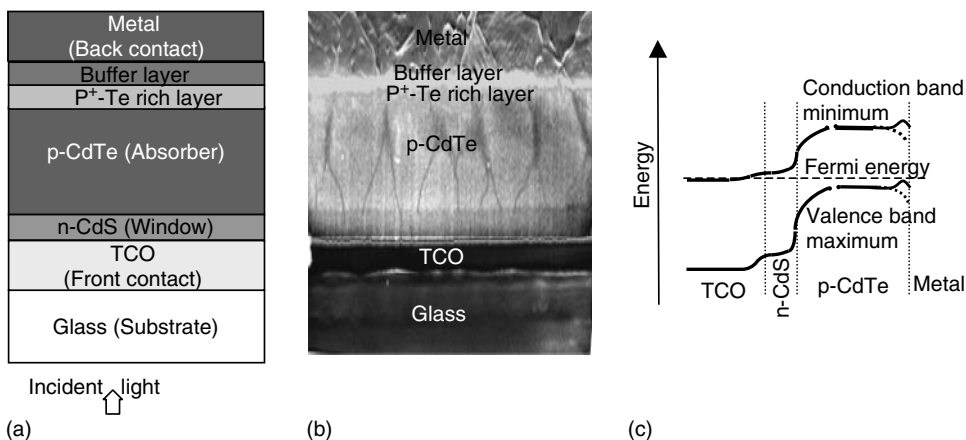 Metal
(Back contact)
Buffer layer
P⁺-Te rich layer
p-CdTe (Absorber)
n-CdS (Window)
TCO
(Front contact)
Glass (Substrate)
Incident light
(a)
Metal
Buffer layer
P⁺-Te rich layer
p-CdTe
TCO
Glass
(b)
Energy
Conduction band
minimum
Fermi energy
Valence band
maximum
TCO
n-CdS
p-CdTe
Metal
(c)